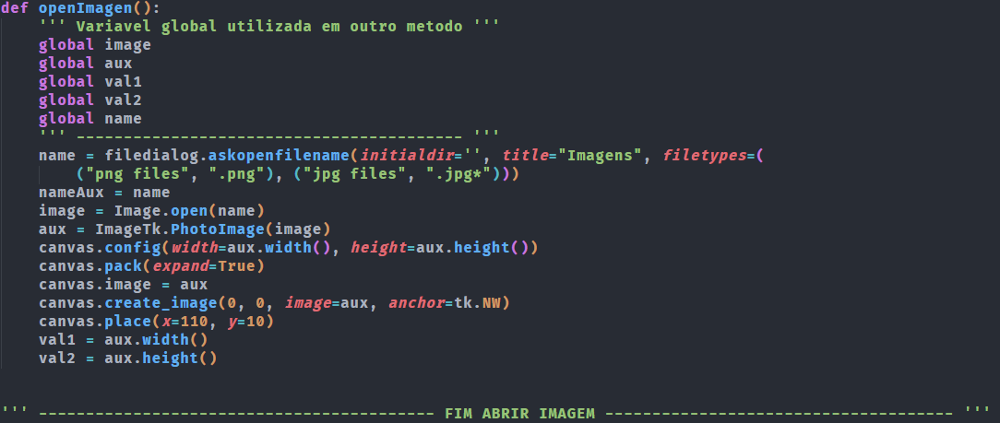 def openImagen():
    ''' Variavel global utilizada em outro metodo '''
    global image
    global aux
    global val1
    global val2
    global name
    ''' ----------------------------------------- '''
    name = filedialog.askopenfilename(initialdir='', title="Imagens", filetypes=(
        ("png files", ".png"), ("jpg files", ".jpg*")))
    nameAux = name
    image = Image.open(name)
    aux = ImageTk.PhotoImage(image)
    canvas.config(width=aux.width(), height=aux.height())
    canvas.pack(expand=True)
    canvas.image = aux
    canvas.create_image(0, 0, image=aux, anchor=tk.NW)
    canvas.place(x=110, y=10)
    val1 = aux.width()
    val2 = aux.height()
''' ------------------------------------------ FIM ABRIR IMAGEM ------------------------------------- '''